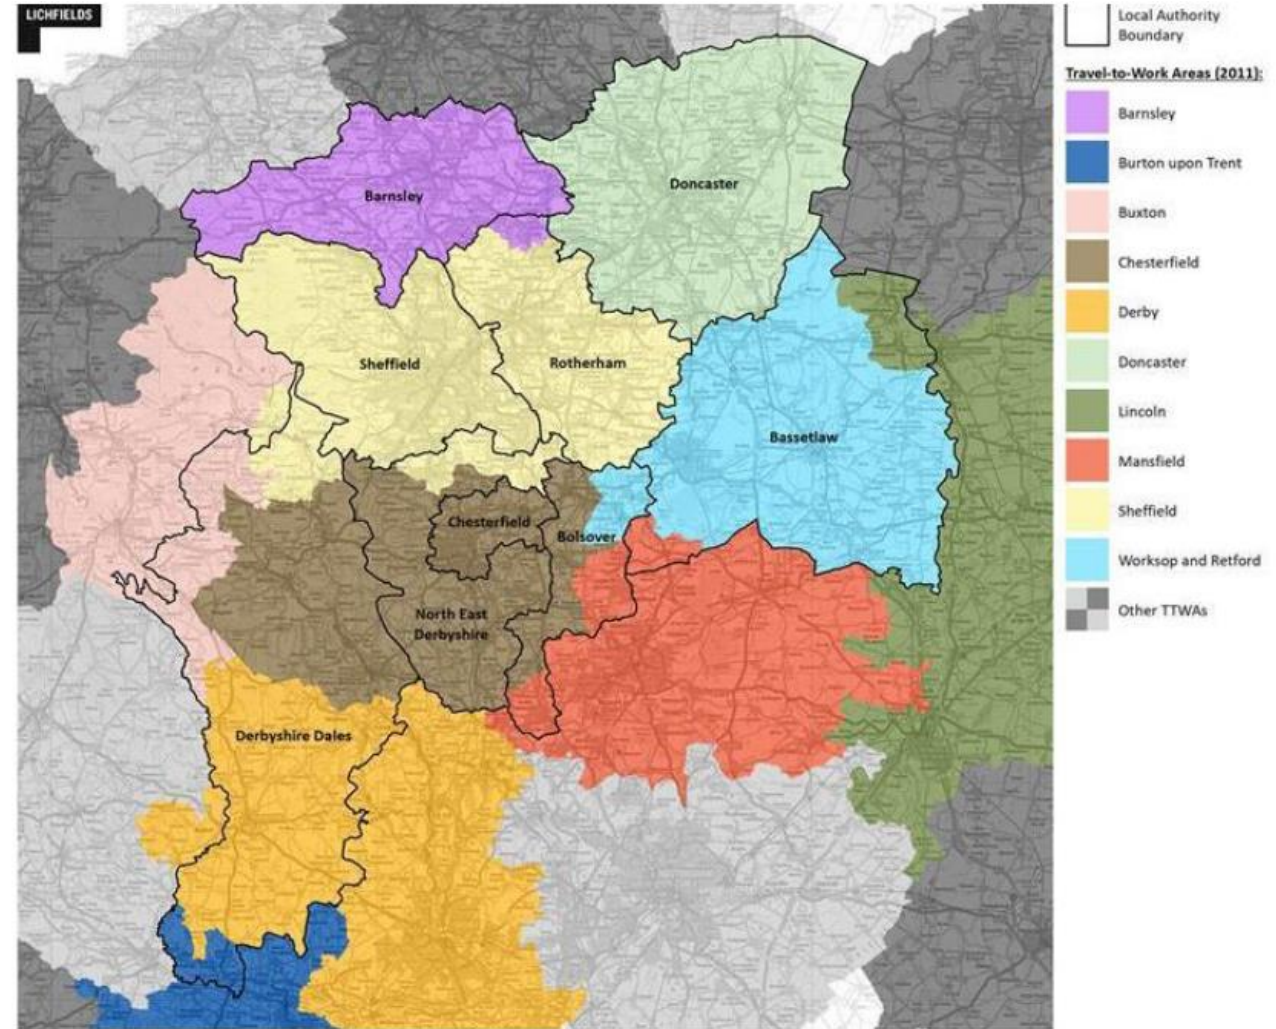 LICHFIELDS
Local Authority
Boundary
Travel-to-Work Areas (2011):
Barnsley
Burton upon Trent
Buxton
Chesterfield
Derby
Doncaster
Lincoln
Mansfield
Sheffield
Worksop and Retford
Other TTWAs
Barnsley
Doncaster
Sheffield
Rotherham
Bassetlaw
Chesterfield
Bolsover
North East
Derbyshire
Derbyshire Dales